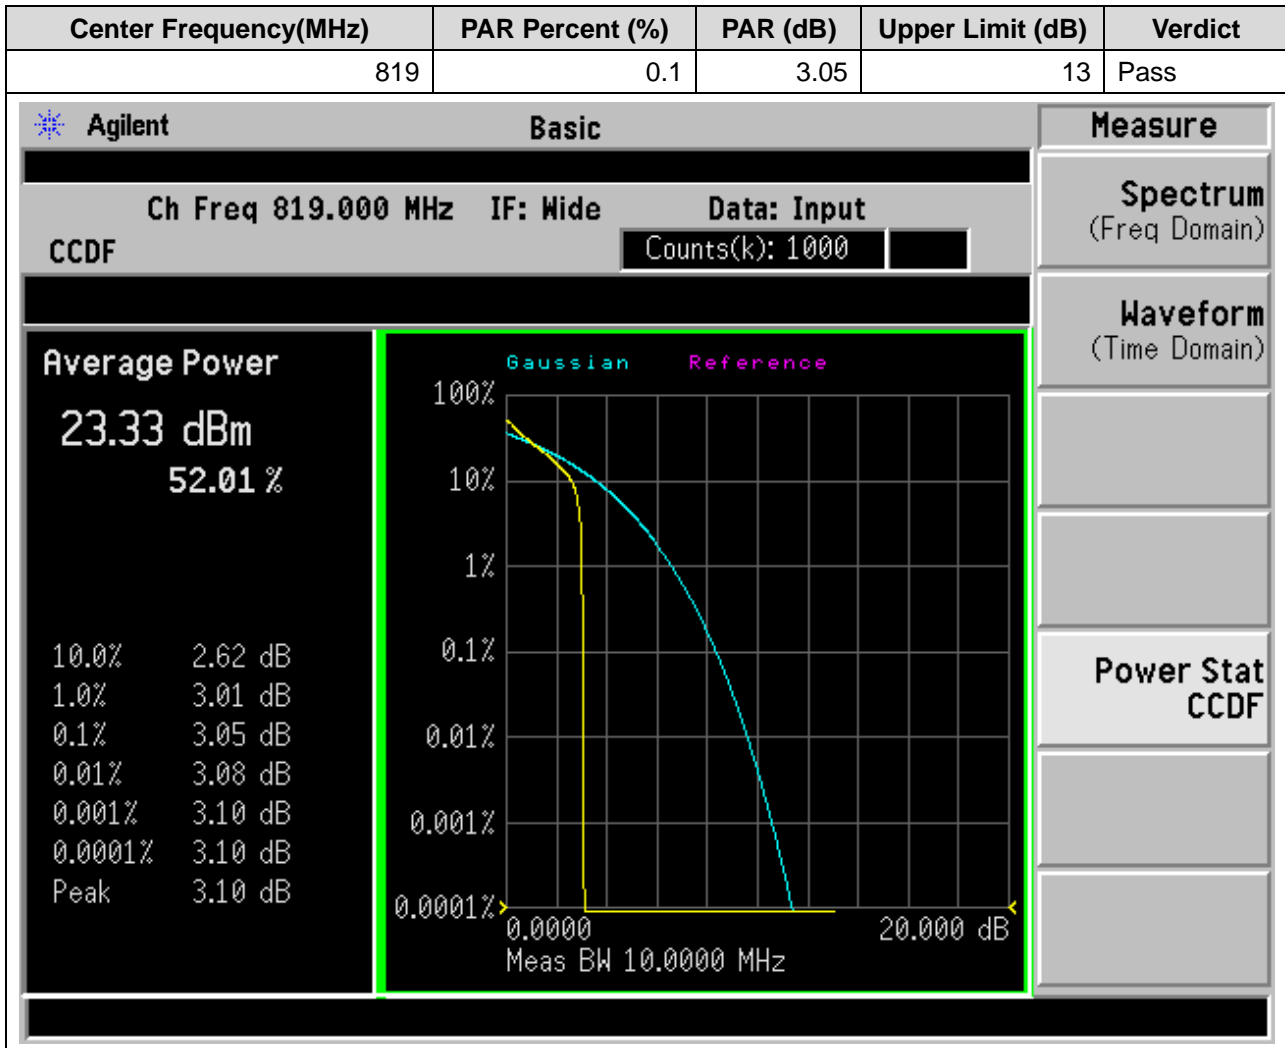 Center Frequency(MHz) PAR Percent (%) PAR (dB) Upper Limit (dB) Verdict
819 0.1 3.05 13 Pass
Agilent Basic Measure
Ch Freq 819.000 MHz IF: Wide Data: Input
CCDF Counts(k): 1000
Average Power
23.33 dBm
52.01 %
10.0% 2.62 dB
1.0% 3.01 dB
0.1% 3.05 dB
0.01% 3.08 dB
0.001% 3.10 dB
0.0001% 3.10 dB
Peak 3.10 dB
Gaussian Reference
100%
10%
1%
0.1%
0.01%
0.001%
0.0001%
0.0000 20.000 dB
Meas BW 10.0000 MHz
Spectrum
(Freq Domain)
Waveform
(Time Domain)
Power Stat
CCDF